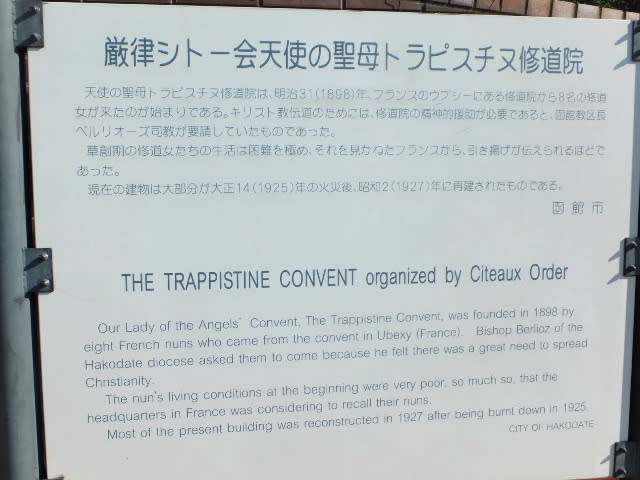 厳律シトー会天使の聖母トラピスチヌ修道院
天使の聖母トラピスチヌ修道院は、明治31(1898)年、フランスのウプシーにある修道院から8名の修道
女が来たのが始まりである。キリスト教伝道のためには、修道院の精神的援助が必要であると、函館教区長
ベルリオーズ司教が要請していたものであった。
草創期の修道女たちの生活は困難を極め、それを見かねたフランスから、引き揚げが伝えられるほどで
あった。
現在の建物は大部分が大正14(1925)年の火災後、昭和2(1927)年に再建されたものである。
函館市
THE TRAPPISTINE CONVENT organized by Citeaux Order
Our Lady of the Angels' Convent, The Trappistine Convent, was founded in 1898 by
eight French nuns who came from the convent in Ubexy (France). Bishop Berlioz of the
Hakodate diocese asked them to come because he felt there was a great need to spread
Christianity.
The nun's living conditions at the beginning were very poor, so much so, that the
headquarters in France was considering to recall their nuns.
Most of the present building was reconstructed in 1927 after being burnt down in 1925.
CITY OF HAKODATE